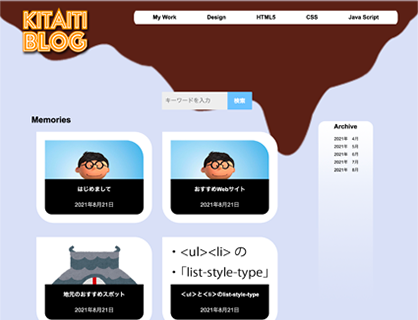 KITAITI
BLOG
My Work
Design
HTML5
CSS
Java Script
キーワードを入力
検索
Memories
Archive
2021年 4月
2021年 5月
2021年 6月
2021年 7月
2021年 8月
はじめまして
2021年8月21日
おすすめWebサイト
2021年8月21日
地元のおすすめスポット
2021年8月21日
・<ul><li> の
・「list-style-type」
<ul>と<li>のlist-style-type
2021年8月21日